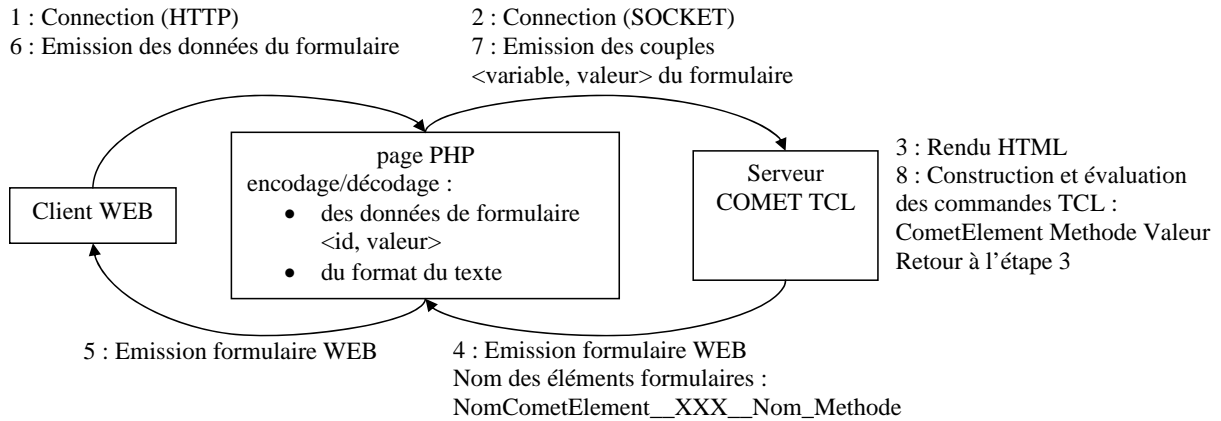 1 : Connection (HTTP)
6 : Emission des données du formulaire
2 : Connection (SOCKET)
7 : Emission des couples
<variable, valeur> du formulaire
Client WEB
page PHP
encodage/décodage :
• des données de formulaire
<id, valeur>
• du format du texte
Serveur
COMET TCL
3 : Rendu HTML
8 : Construction et évaluation
des commandes TCL :
CometElement Methode Valeur
Retour à l'étape 3
5 : Emission formulaire WEB
4 : Emission formulaire WEB
Nom des éléments formulaires :
NomCometElement__XXX__Nom_Methode